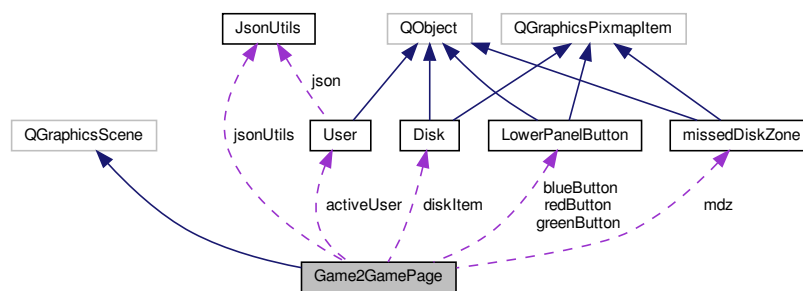 JsonUtils
QObject
QGraphicsPixmapItem
json
QGraphicsScene
jsonUtils
User
Disk
LowerPanelButton
missedDiskZone
activeUser
diskItem
blueButton
redButton
greenButton
mdz
Game2GamePage